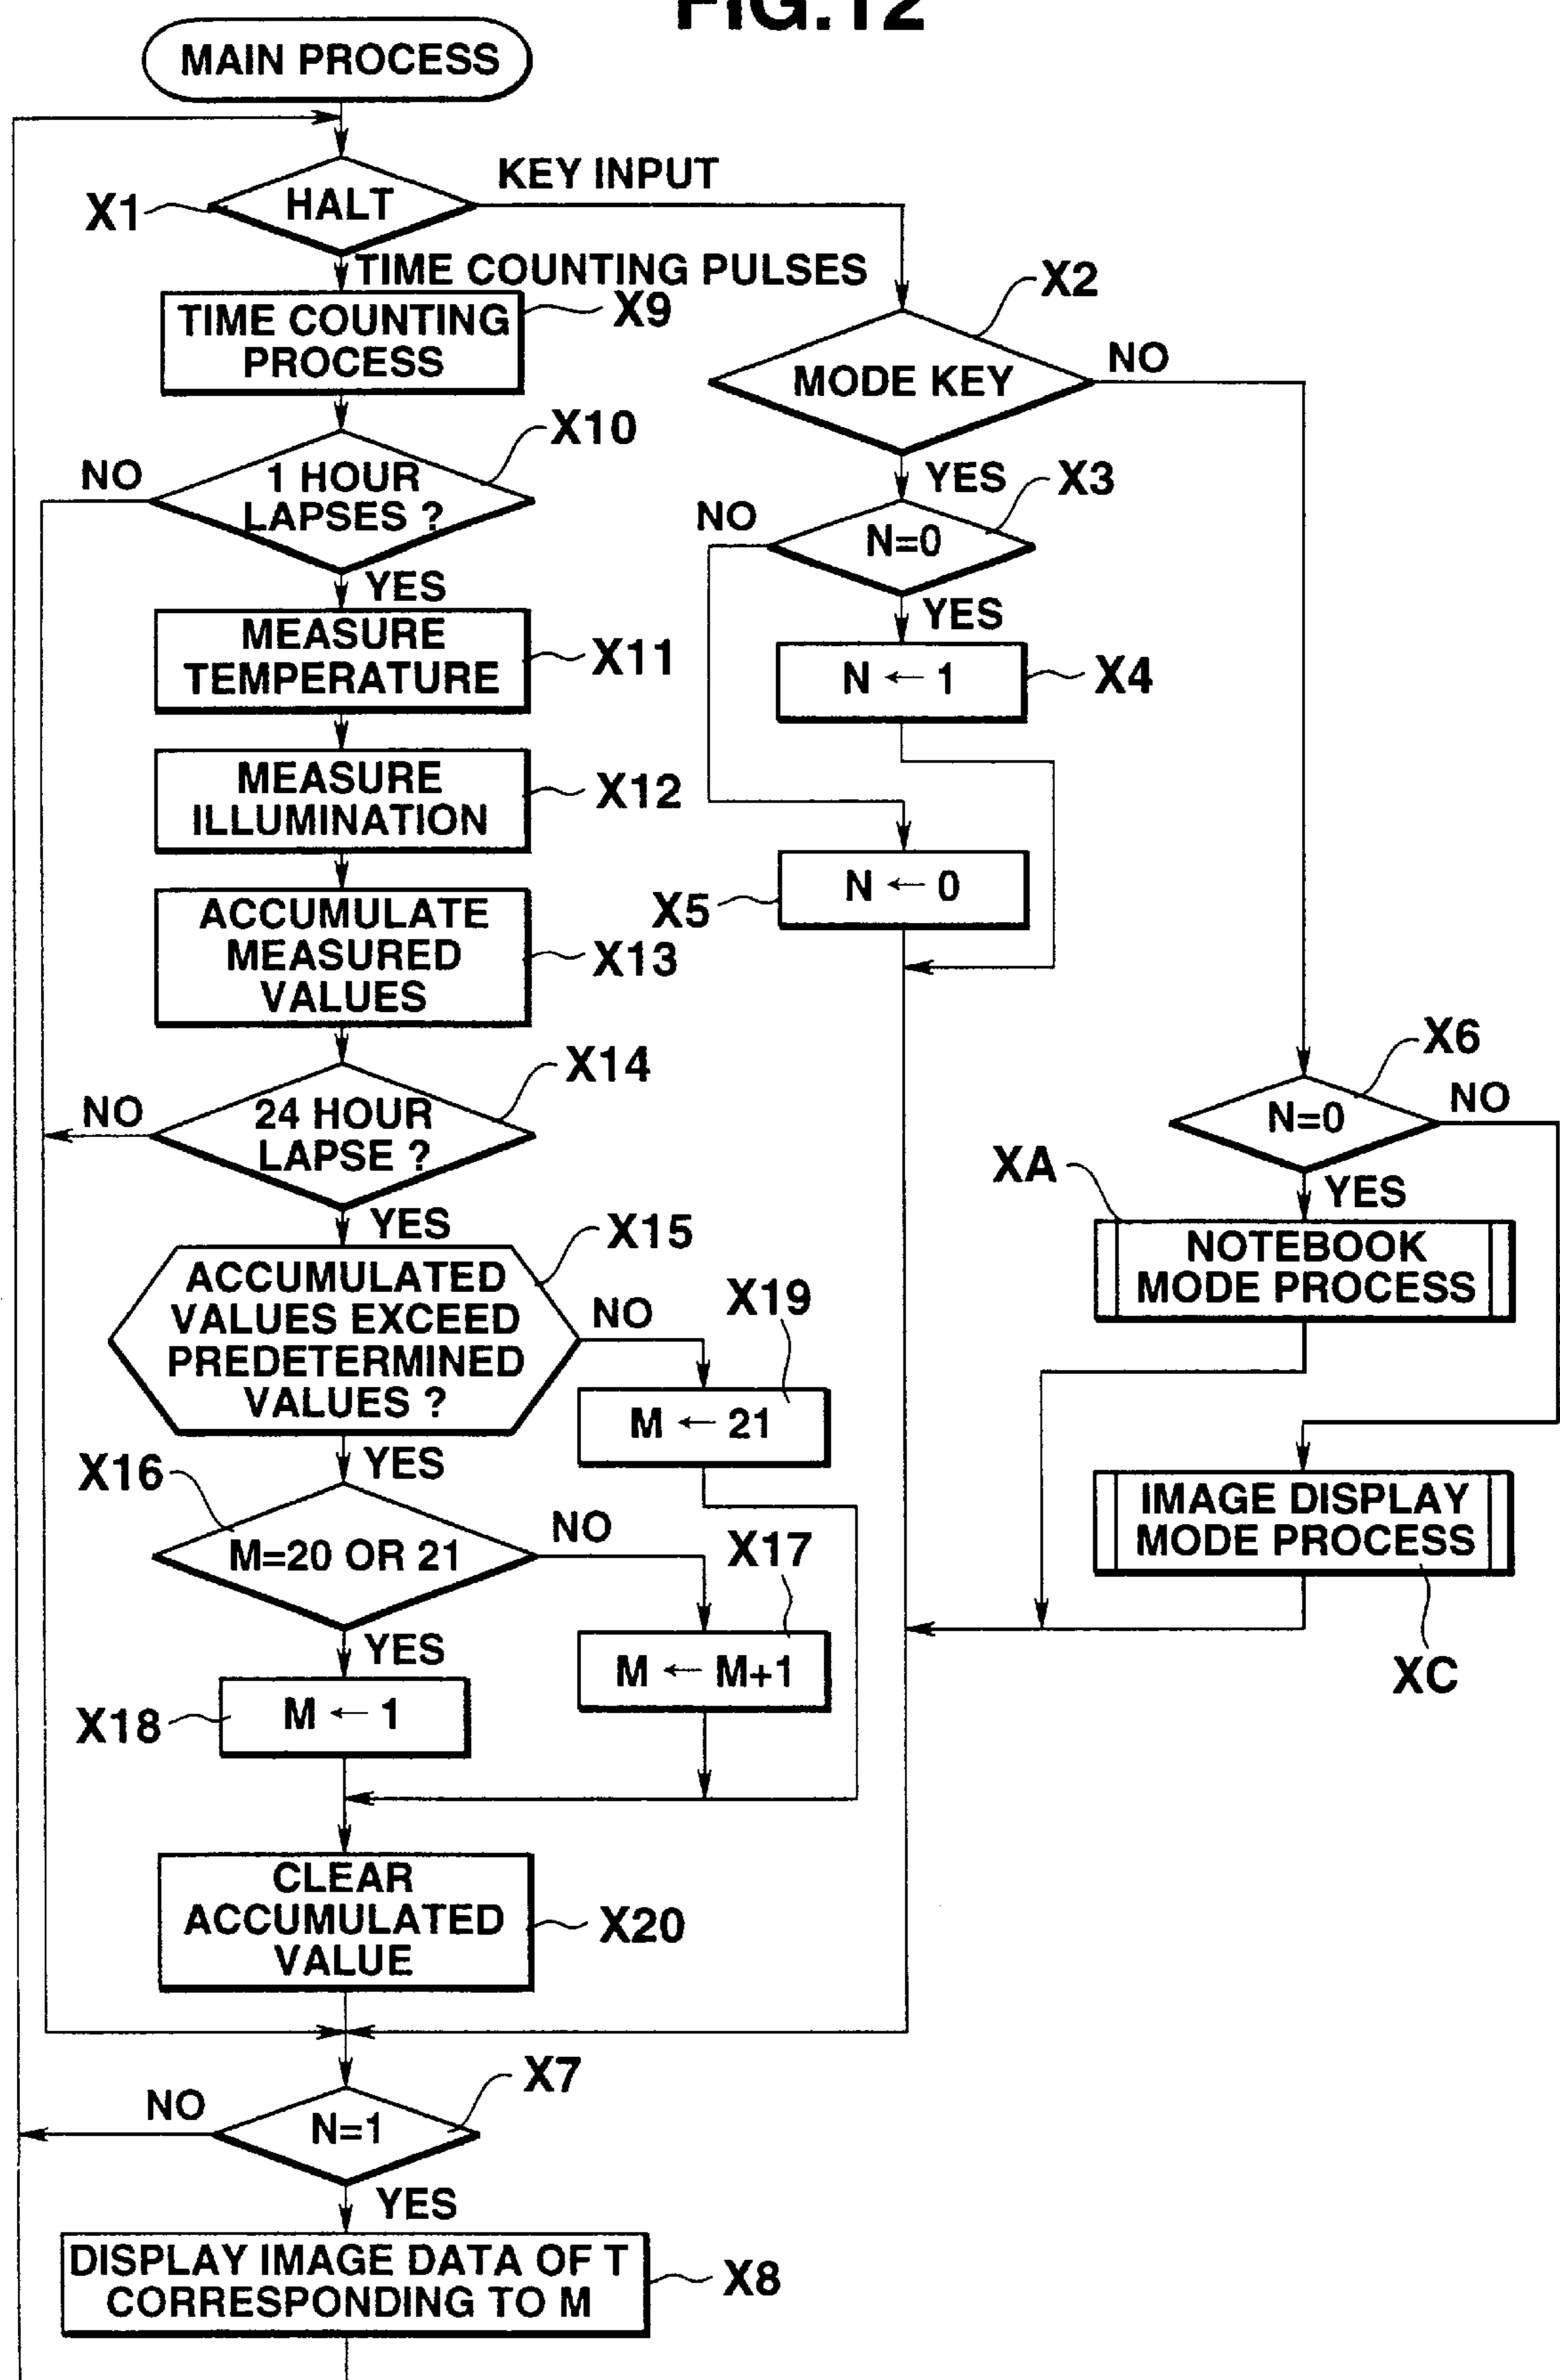 FIG.12
MAIN PROCESS
KEY INPUT
X1
HALT
TIME COUNTING PULSES
X2
X9
TIME COUNTING
PROCESS
NO
MODE KEY
X10
NO
1 HOUR
LAPSES ?
YES
X3
NO
N=0
YES
YES
MEASURE
TEMPERATURE
X11
N ← 1
X4
MEASURE
ILLUMINATION
X12
N ← 0
X5
ACCUMULATE
MEASURED
VALUES
X13
X6
X14
NO
24 HOUR
LAPSE ?
NO
N=0
XA
YES
YES
X15
NOTEBOOK
MODE PROCESS
ACCUMULATED
VALUES EXCEED
PREDETERMINED
VALUES ?
NO
X19
M ← 21
YES
X16
IMAGE DISPLAY
MODE PROCESS
NO
X17
M=20 OR 21
YES
M ← M+1
XC
X18
M ← 1
CLEAR
ACCUMULATED
VALUE
X20
X7
NO
N=1
YES
DISPLAY IMAGE DATA OF T
CORRESPONDING TO M
X8